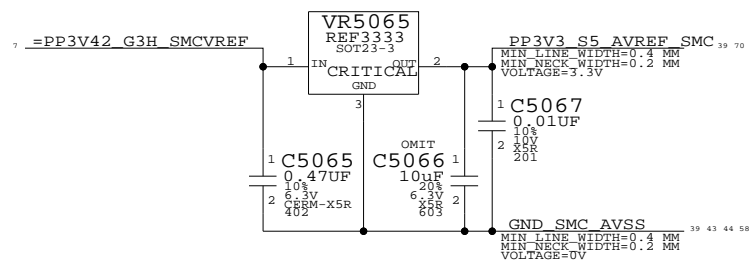 VR5065
REF3333
SOT23-3
7 =PP3V42_G3H_SMCVREF
1 IN OUT 2
CRITICAL
GND
3
PP3V3_S5_AVREF_SMC 39 70
MIN_LINE_WIDTH=0.4 MM
MIN_NECK_WIDTH=0.2 MM
VOLTAGE=3.3V
1 C5067
0.01UF
10%
10V
2 X5R
201
1 C5065
0.47UF
10%
6.3V
2 CERM-X5R
402
OMIT
C5066 1
10uF
20%
6.3V 2
X5R
603
GND_SMC_AVSS 39 43 44 58
MIN_LINE_WIDTH=0.4 MM
MIN_NECK_WIDTH=0.2 MM
VOLTAGE=0V